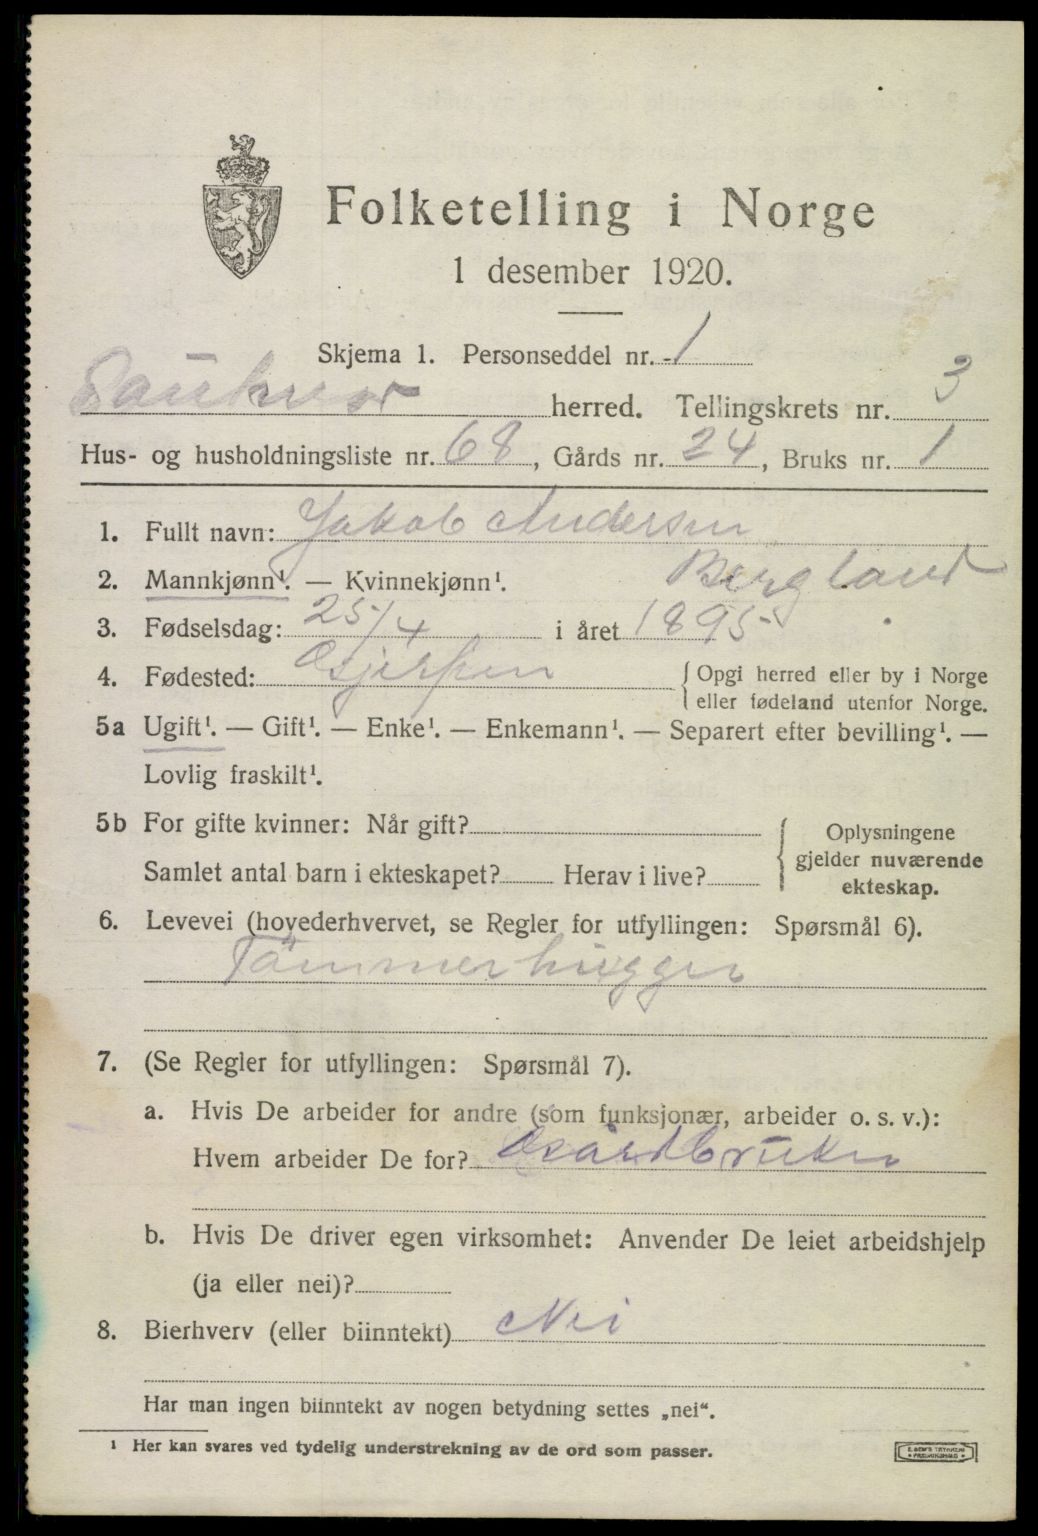 Folketelling i Norge
1 desember 1920.
Skjema 1. Personseddel nr. 1
Sauherad herred. Tellingskrets nr. 3
Hus- og husholdningsliste nr. 68, Gårds nr. 24, Bruks nr. 1
1. Fullt navn: Jakob Andersen
Bergland
2. Mannkjønn¹. — Kvinnekjønn¹.
3. Fødselsdag: 25/4 i året 1895
4. Fødested: Gjerpen { Opgi herred eller by i Norge
eller fødeland utenfor Norge.
5a Ugift¹. — Gift¹. — Enke¹. — Enkemann¹. — Separert efter bevilling¹. —
Lovlig fraskilt¹.
5b For gifte kvinner: Når gift?
Samlet antal barn i ekteskapet? Herav i live?
{ Oplysningene
gjelder nuværende
ekteskap.
6. Levevei (hovederhvervet, se Regler for utfyllingen: Spørsmål 6).
Tømmerhugger
7. (Se Regler for utfyllingen: Spørsmål 7).
a. Hvis De arbeider for andre (som funksjonær, arbeider o. s. v.):
Hvem arbeider De for? Gårdbruker
b. Hvis De driver egen virksomhet: Anvender De leiet arbeidshjelp
(ja eller nei)?
8. Bierhverv (eller biinntekt) Nei
Har man ingen biinntekt av nogen betydning settes „nei".
¹ Her kan svares ved tydelig understrekning av de ord som passer.